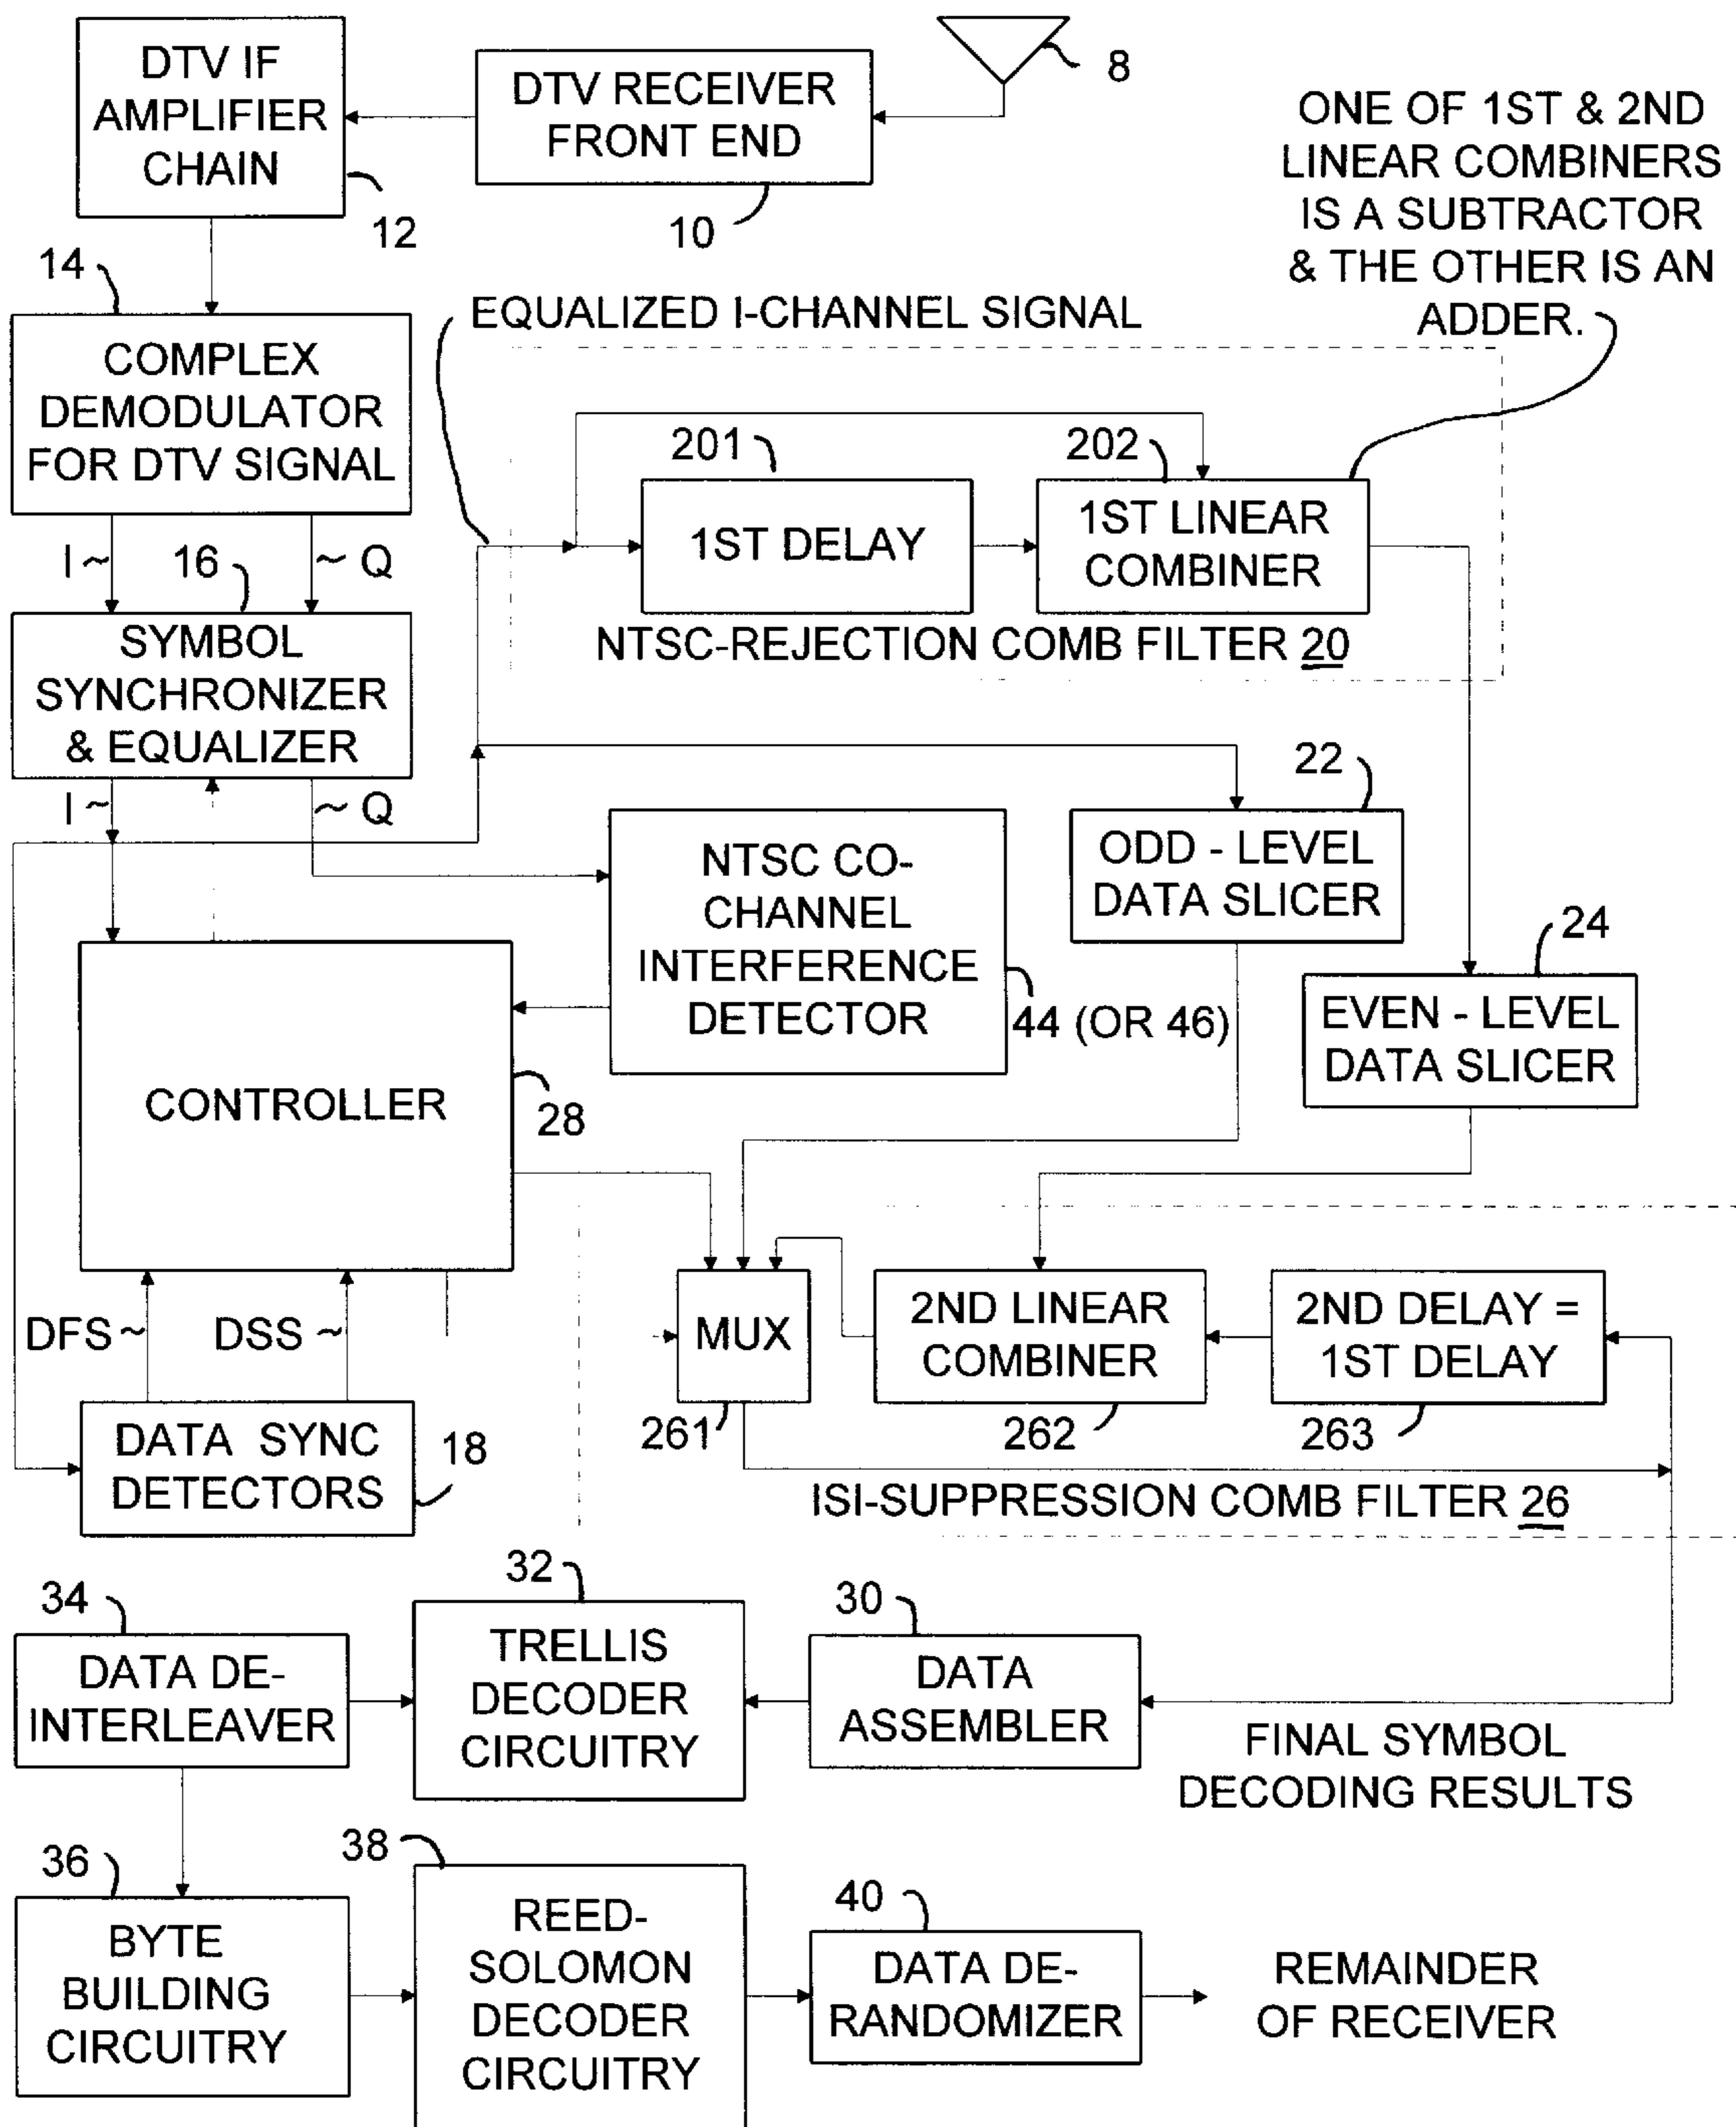 DTV IF
AMPLIFIER
CHAIN
12
DTV RECEIVER
FRONT END
10
8
ONE OF 1ST & 2ND
LINEAR COMBINERS
IS A SUBTRACTOR
& THE OTHER IS AN
ADDER.
14
COMPLEX
DEMODULATOR
FOR DTV SIGNAL
EQUALIZED I-CHANNEL SIGNAL
201
1ST DELAY
202
1ST LINEAR
COMBINER
NTSC-REJECTION COMB FILTER 20
I ~
16
~ Q
SYMBOL
SYNCHRONIZER
& EQUALIZER
I ~
~ Q
22
ODD - LEVEL
DATA SLICER
NTSC CO-
CHANNEL
INTERFERENCE
DETECTOR
44 (OR 46)
24
EVEN - LEVEL
DATA SLICER
CONTROLLER
28
DFS ~
DSS ~
MUX
261
2ND LINEAR
COMBINER
262
2ND DELAY =
1ST DELAY
263
DATA SYNC
DETECTORS
18
ISI-SUPPRESSION COMB FILTER 26
34
DATA DE-
INTERLEAVER
32
TRELLIS
DECODER
CIRCUITRY
30
DATA
ASSEMBLER
FINAL SYMBOL
DECODING RESULTS
36
BYTE
BUILDING
CIRCUITRY
38
REED-
SOLOMON
DECODER
CIRCUITRY
40
DATA DE-
RANDOMIZER
REMAINDER
OF RECEIVER